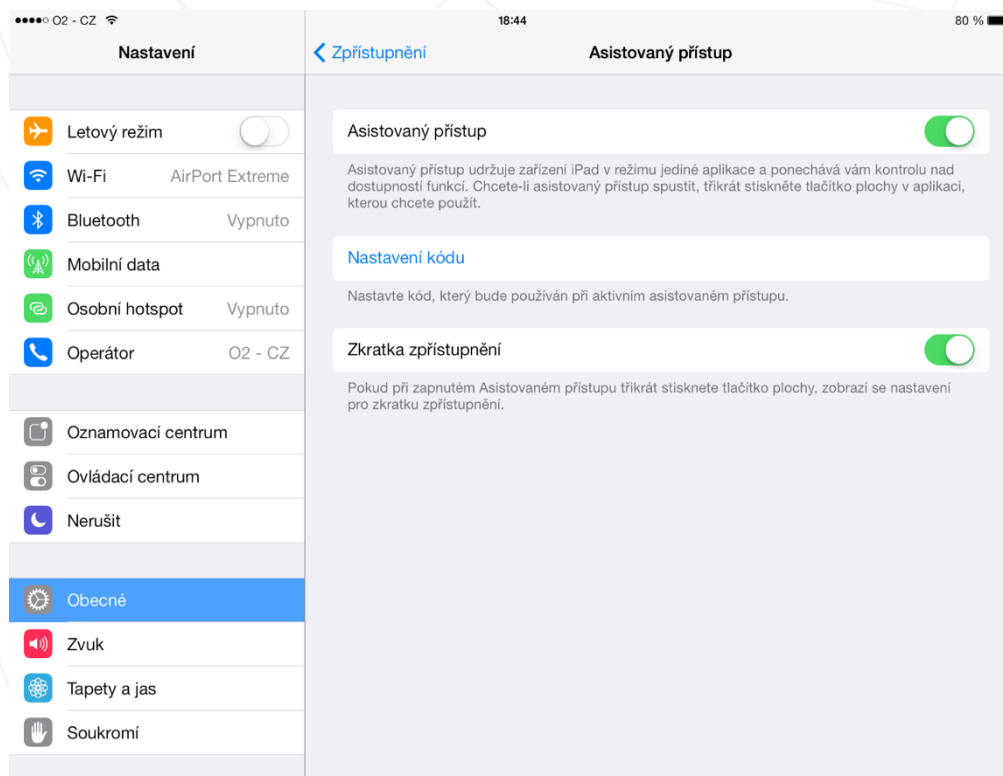 O2 - CZ 18:44 80 %
Nastavení
Zpřístupnění Asistovaný přístup
Letový režim
Wi-Fi AirPort Extreme
Bluetooth Vypnuto
Mobilní data
Osobní hotspot Vypnuto
Operátor O2 - CZ
Oznamovací centrum
Ovládací centrum
Nerušit
Obecné
Zvuk
Tapety a jas
Soukromí
Asistovaný přístup
Asistovaný přístup udržuje zařízení iPad v režimu jediné aplikace a ponechává vám kontrolu nad
dostupností funkcí. Chcete-li asistovaný přístup spustit, třikrát stiskněte tlačítko plochy v aplikaci,
kterou chcete použít.
Nastavení kódu
Nastavte kód, který bude používán při aktivním asistovaném přístupu.
Zkratka zpřístupnění
Pokud při zapnutém Asistovaném přístupu třikrát stisknete tlačítko plochy, zobrazí se nastavení
pro zkratku zpřístupnění.